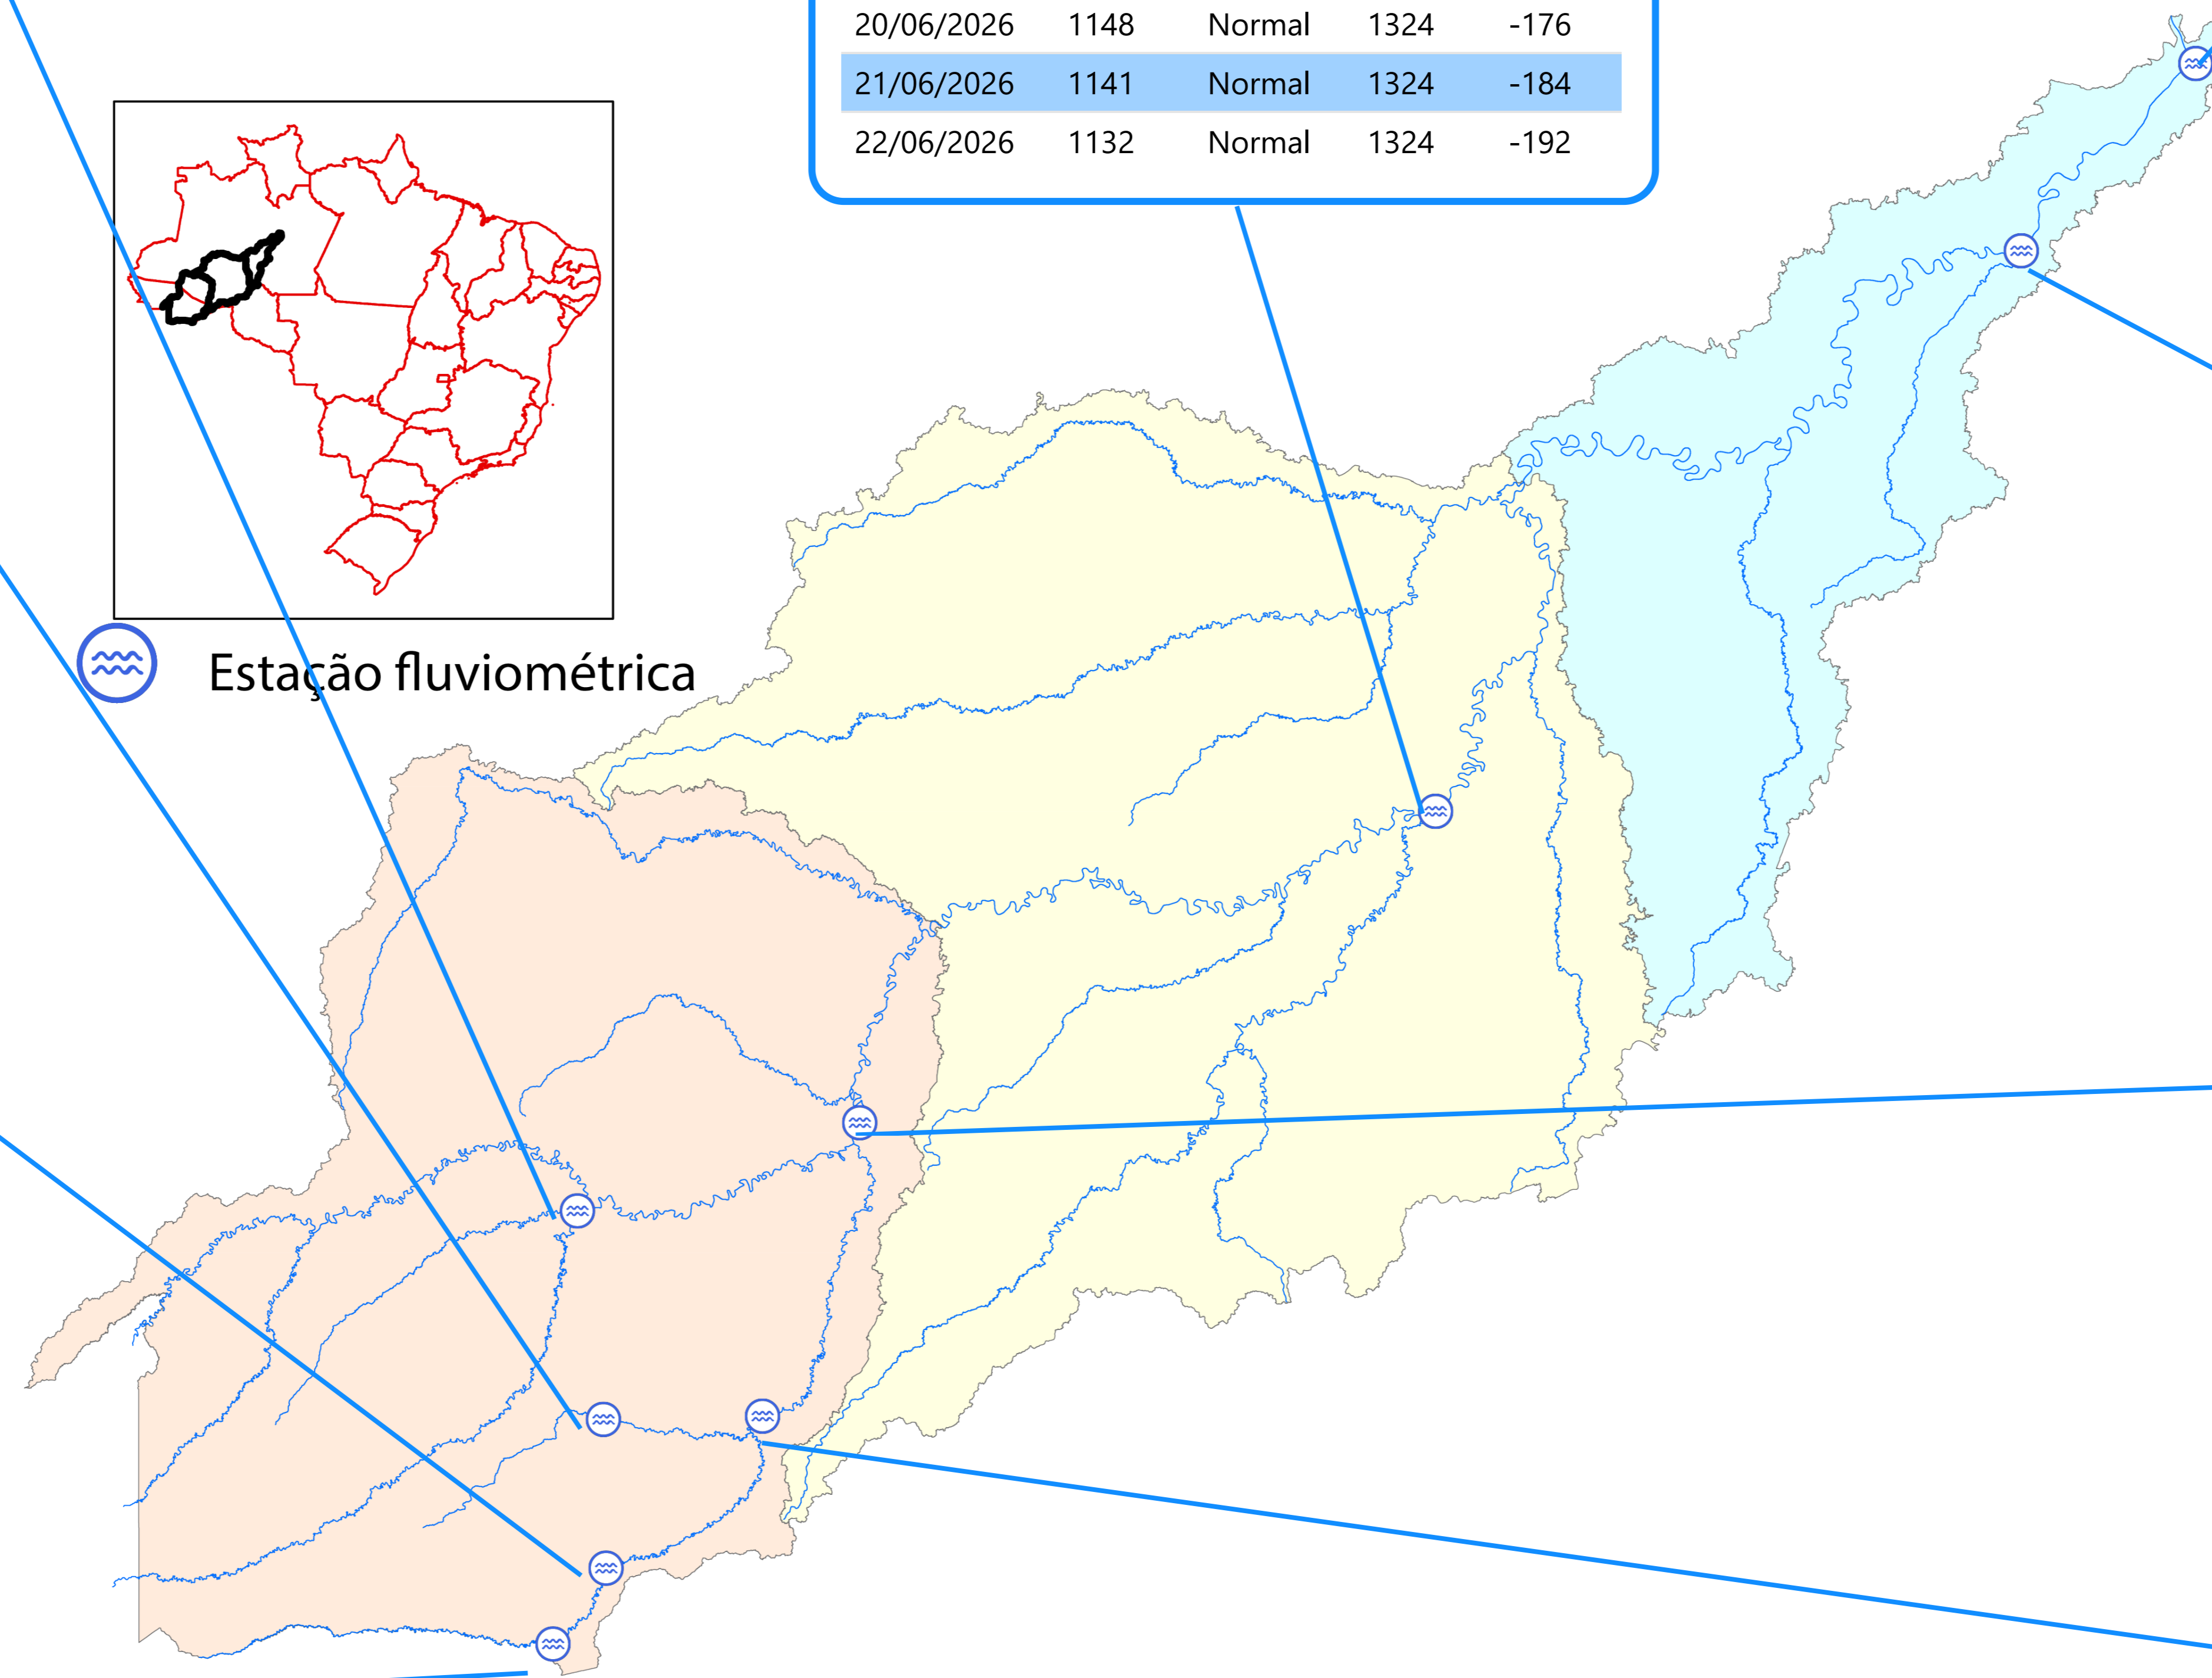 20/06/2026 1148 Normal 1324 -176
21/06/2026 1141 Normal 1324 -184
22/06/2026 1132 Normal 1324 -192
Estação fluviométrica